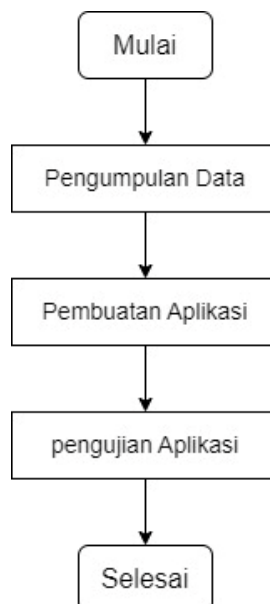 Mulai
Pengumpulan Data
Pembuatan Aplikasi
pengujian Aplikasi
Selesai